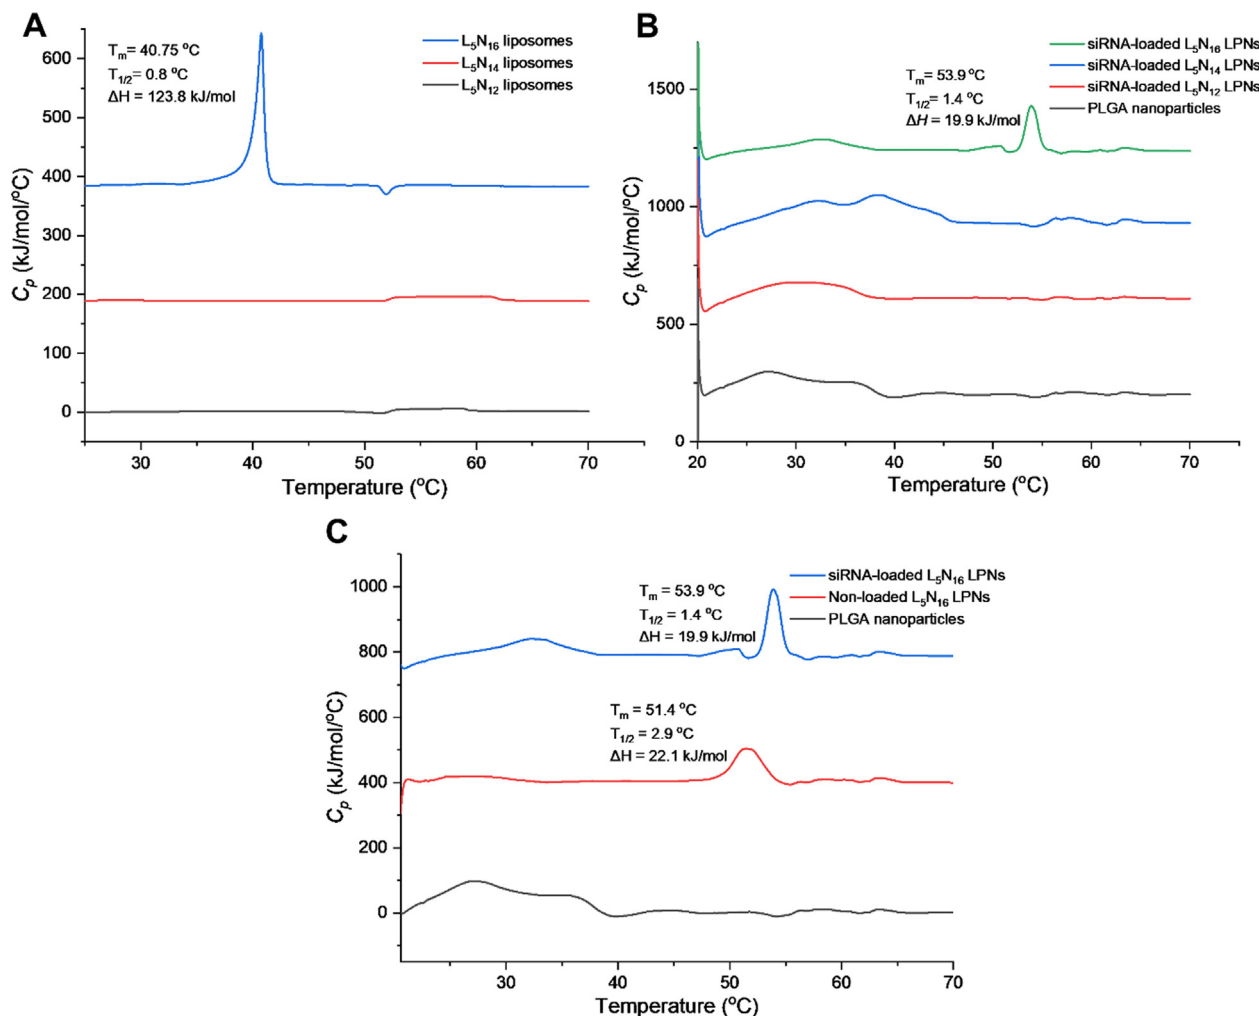 A
Tm= 40.75 °C
T1/2= 0.8 °C
ΔH = 123.8 kJ/mol
L5N16 liposomes
L5N14 liposomes
L5N12 liposomes
600
500
400
300
200
100
0
Cp (kJ/mol/°C)
30
40
50
60
70
Temperature (°C)
B
Tm = 53.9 °C
T1/2= 1.4 °C
ΔH = 19.9 kJ/mol
siRNA-loaded L5N16 LPNs
siRNA-loaded L5N14 LPNs
siRNA-loaded L5N12 LPNs
PLGA nanoparticles
1500
1000
500
0
Cp (kJ/mol/°C)
20
30
40
50
60
70
Temperature (°C)
C
Tm = 53.9 °C
T1/2 = 1.4 °C
ΔH = 19.9 kJ/mol
siRNA-loaded L5N16 LPNs
Non-loaded L5N16 LPNs
PLGA nanoparticles
Tm = 51.4 °C
T1/2 = 2.9 °C
ΔH = 22.1 kJ/mol
1000
800
600
400
200
0
Cp (kJ/mol/°C)
30
40
50
60
70
Temperature (°C)